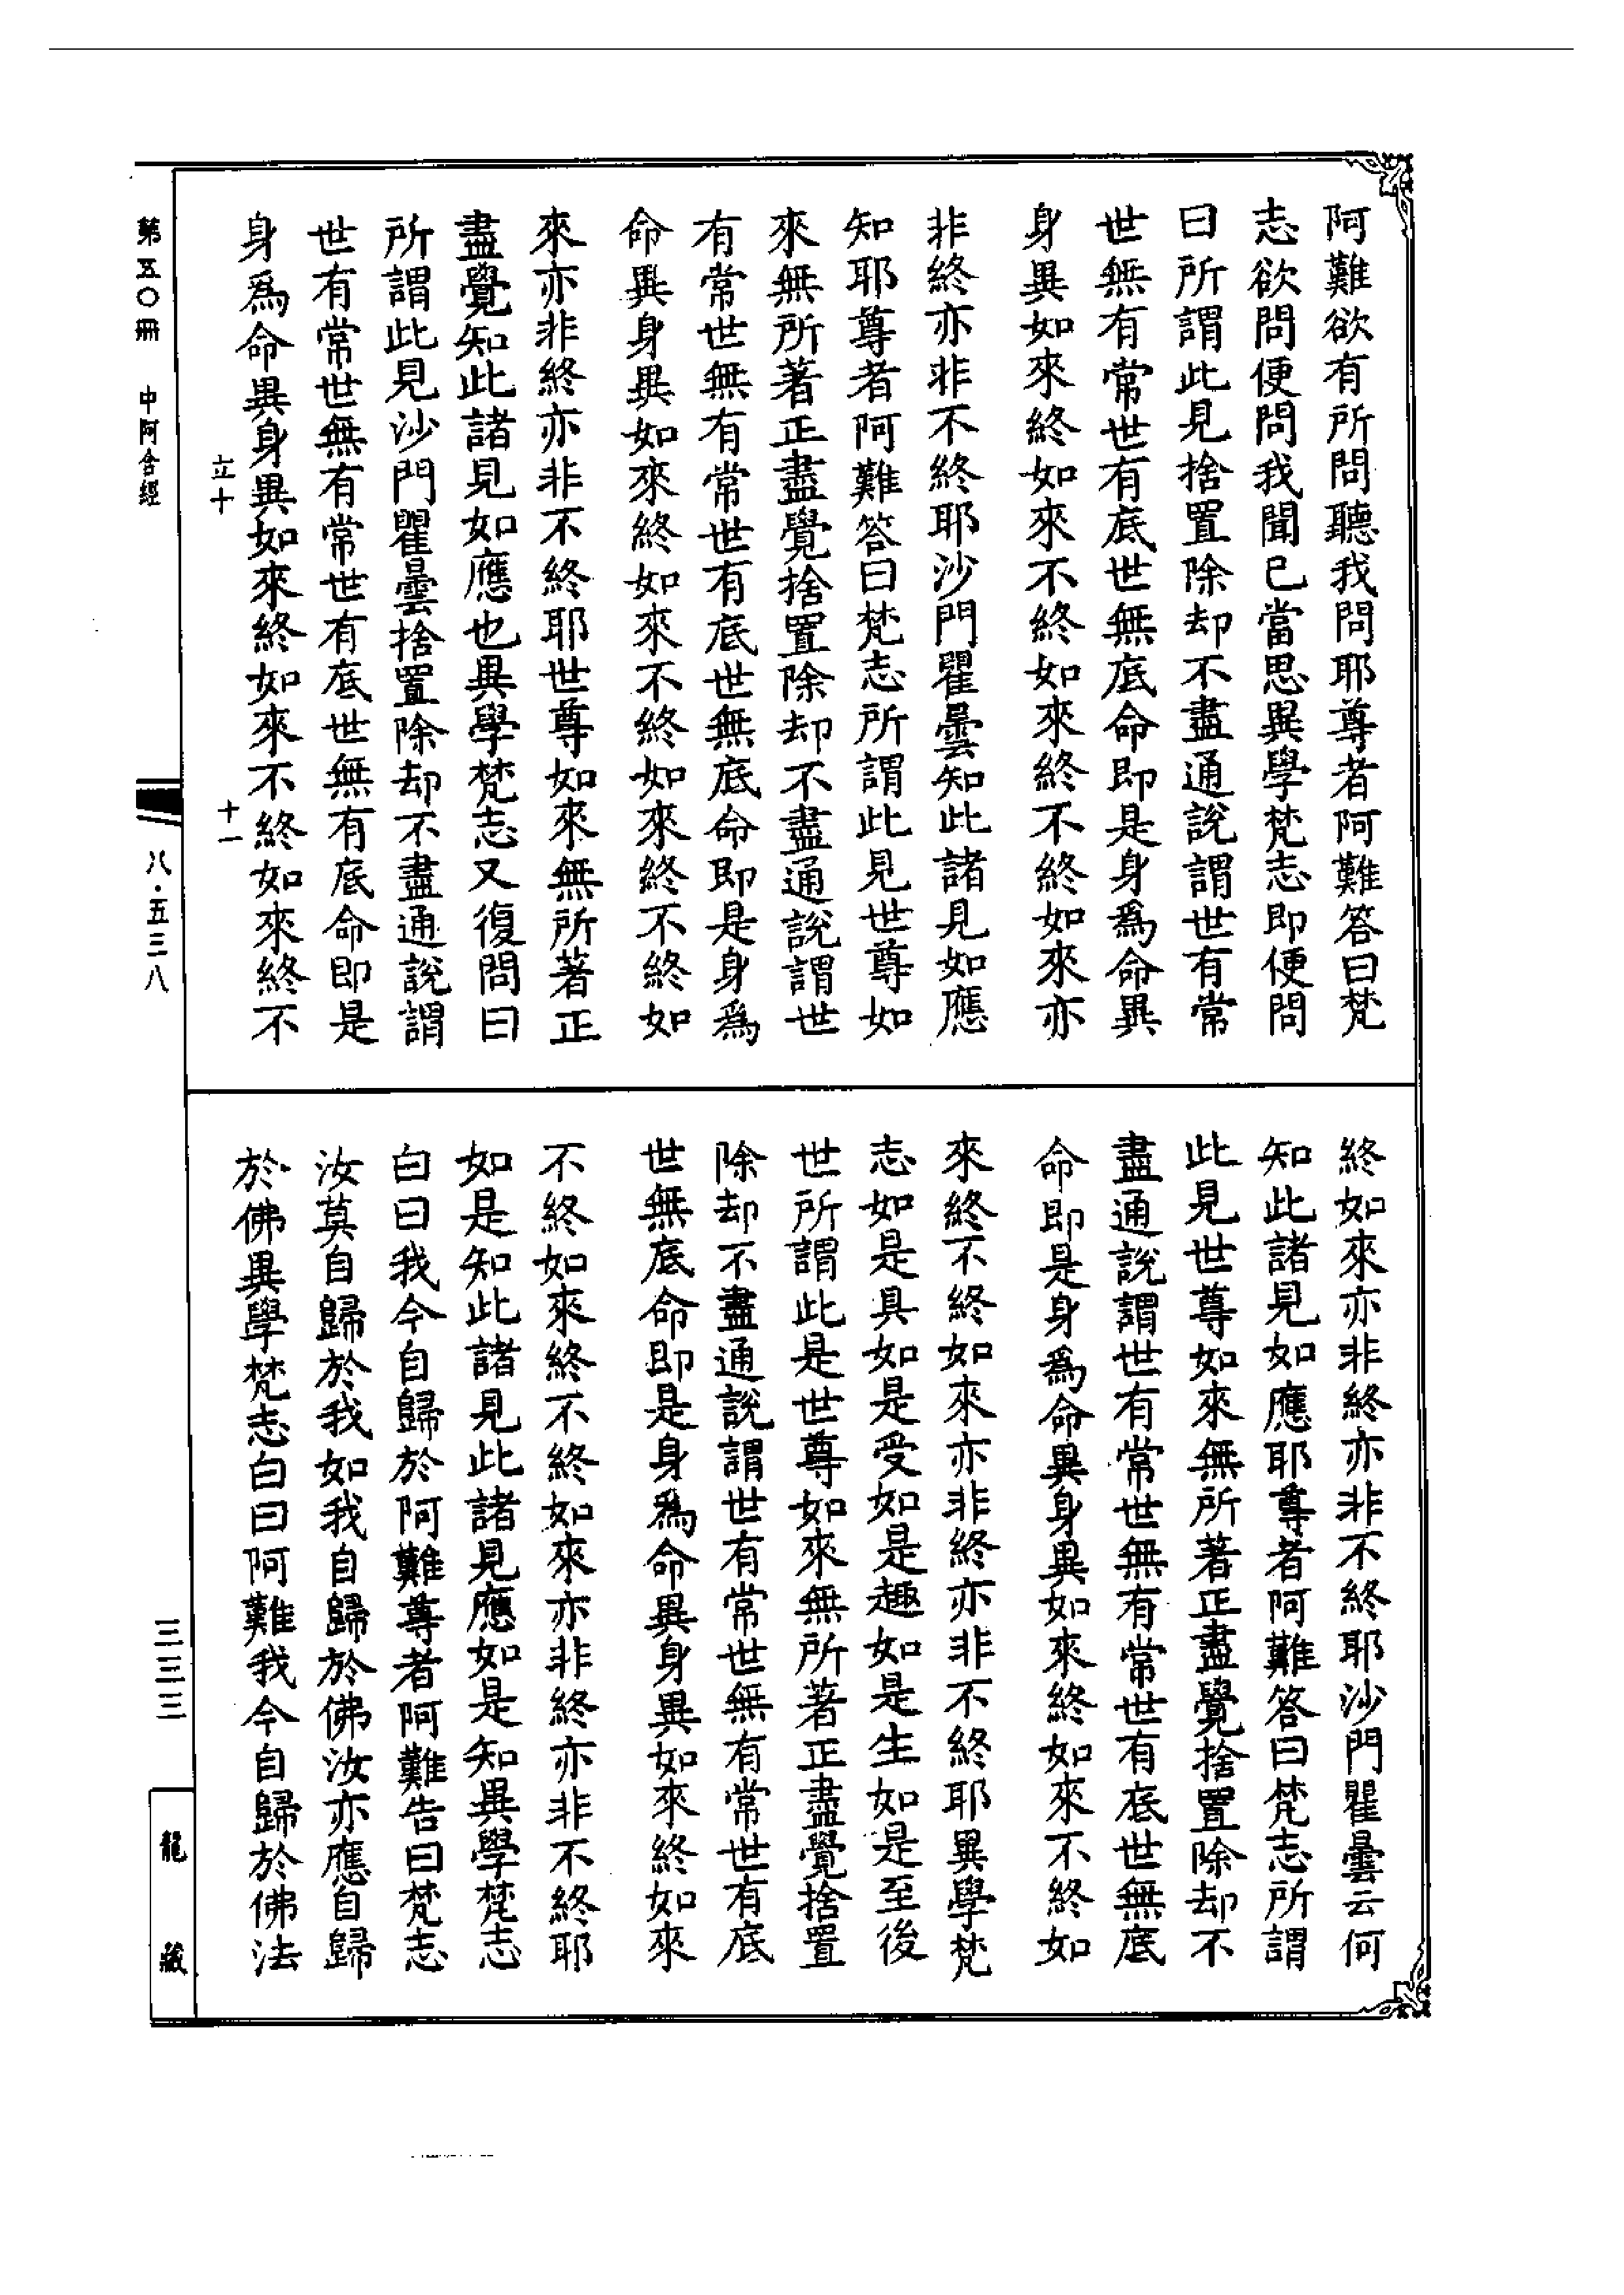 阿難欲有所問聽我問耶尊者阿難答曰梵
志欲問便問我聞已當思異學梵志即便問
曰所謂此見捨置除却不盡通說謂世有常
世無有常世有底世無底命即是身為命異
身異如來終如來不終如來終不終如來亦
非終亦非不終耶沙門瞿曇知此諸見如應
知耶尊者阿難答曰梵志所謂此見世尊如
來無所著正盡覺捨置除却不盡通說謂世
有常世無有常世有底世無底命即是身為
命異身異如來終如來不終如來終不終如
來亦非終亦非不終耶世尊如來無所著正
盡覺知此諸見如應也異學梵志又復問曰
所謂此見沙門瞿曇捨置除却不盡通說謂
世有常世無有常世有底世無有底命即是
身為命異身異如來終如來不終如來終不
立十
十一
第五〇冊
中阿含經
八·五三八
終如來亦非終亦非不終耶沙門瞿曇云何
知此諸見如應耶尊者阿難答曰梵志所謂
此見世尊如來無所著正盡覺捨置除却不
盡通說謂世有常世無有常世有底世無底
命即是身為命異身異如來終如來不終如
來終不終如來亦非終亦非不終耶異學梵
志如是具如是受如是趣如是生如是至後
世所謂此是世尊如來無所著正盡覺捨置
除却不盡通說謂世有常世無有常世有底
世無底命即是身為命異身異如來終如來
不終如來終不終如來亦非終亦非不終耶
如是知此諸見此諸見應如是知異學梵志
白曰我今自歸於阿難尊者阿難告曰梵志
汝莫自歸於我如我自歸於佛汝亦應自歸
於佛異學梵志白曰阿難我今自歸於佛法
三三三
龍藏